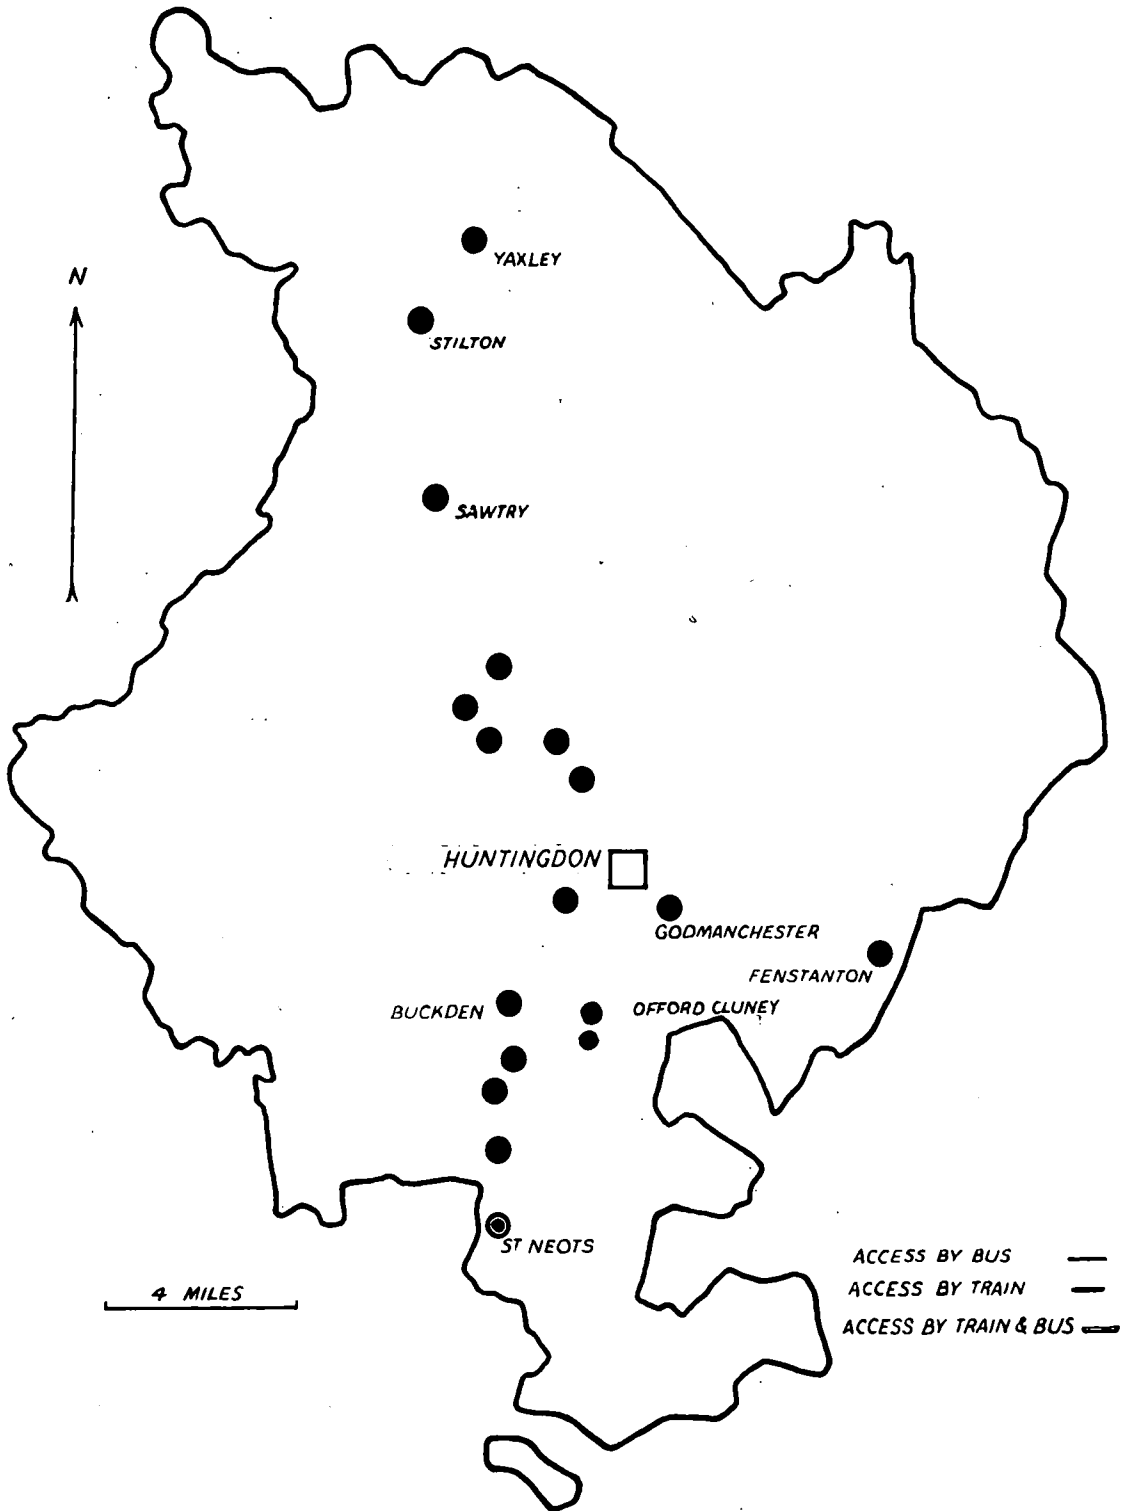 YAXLEY
N
STILTON
SAWTRY
HUNTINGDON
GODMANCHESTER
FENSTANTON
BUCKDEN
OFFORD CLUNEY
ST NEOTS
ACCESS BY BUS
4 MILES
ACCESS BY TRAIN
ACCESS BY TRAIN & BUS